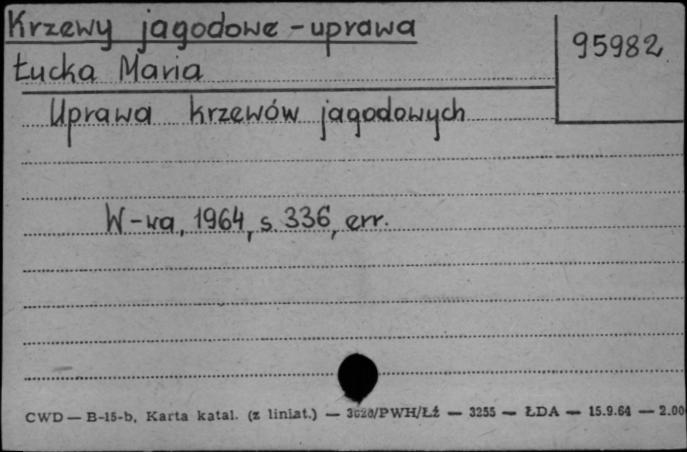 Krzewy jagodowe - uprawa
95982
Łucka Maria
Uprawa krzewów jagodowych
W-wa, 1964, s. 336, err.
CWD — B-15-b, Karta katal. (z liniat.) — /PWH/Łź — 3255 — ŁDA — 15.9.64 — 2.00